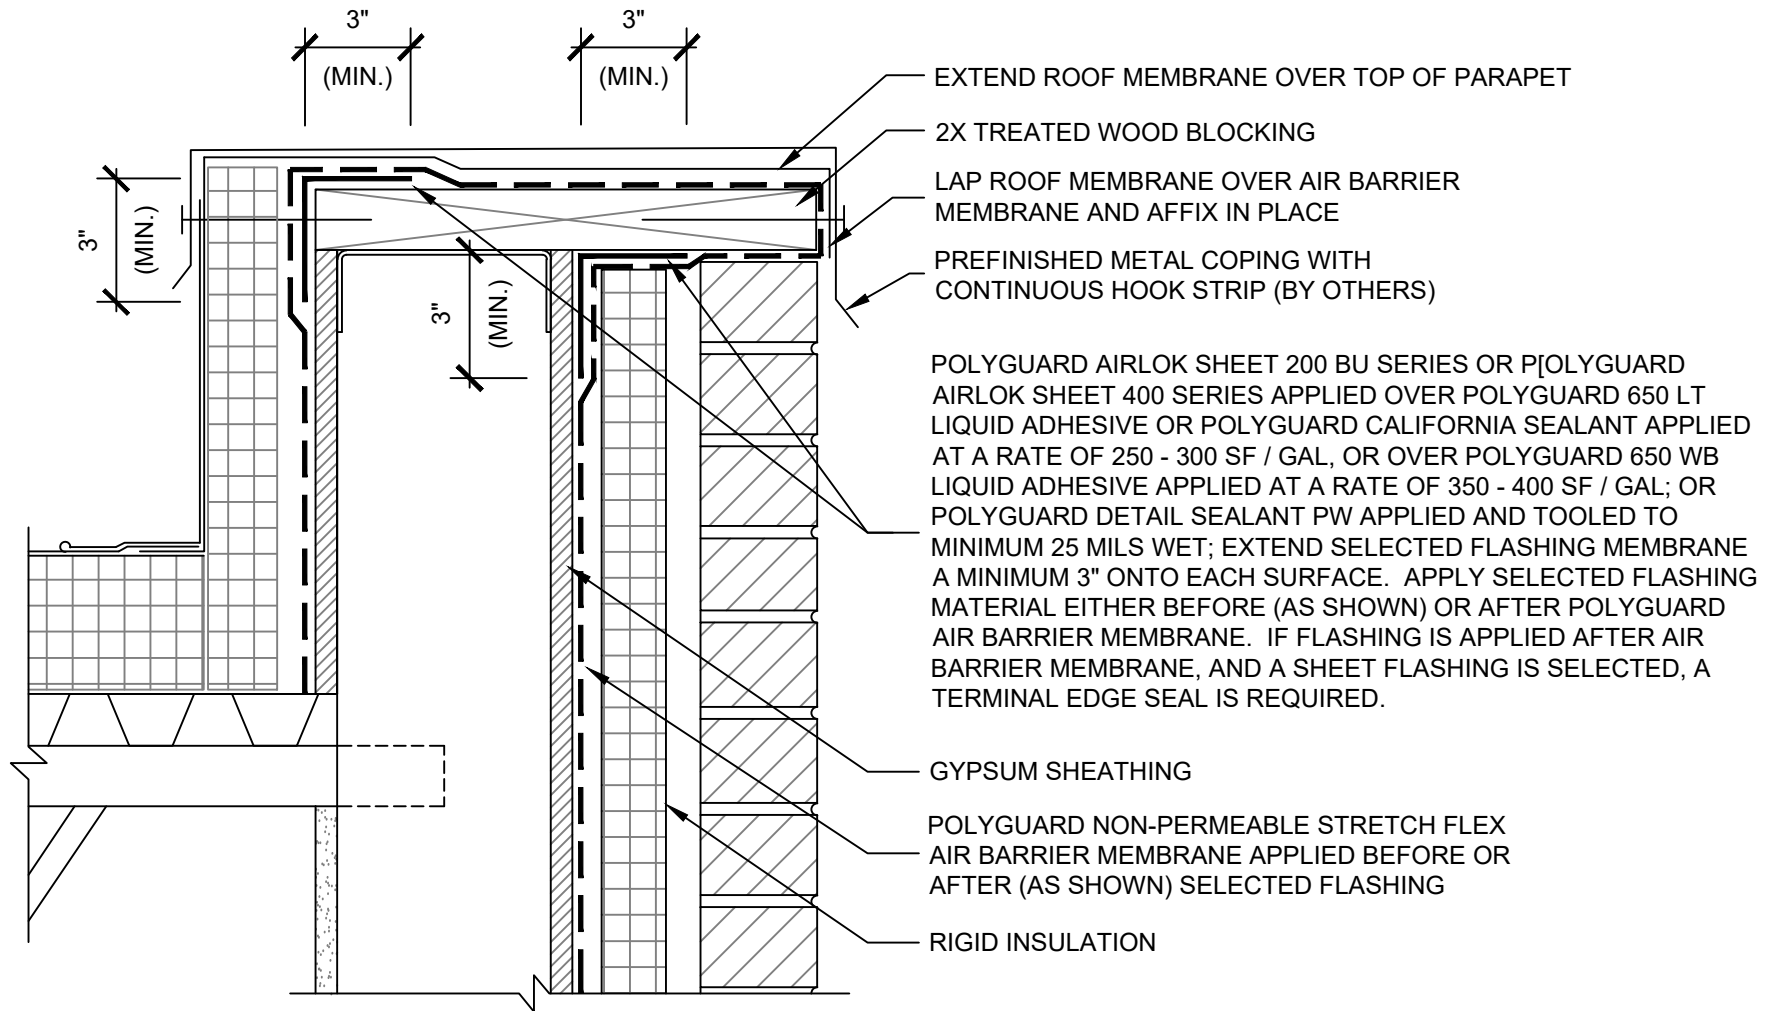 3"
(MIN.)
3"
(MIN.)
3"
(MIN.)
3"
(MIN.)
EXTEND ROOF MEMBRANE OVER TOP OF PARAPET
2X TREATED WOOD BLOCKING
LAP ROOF MEMBRANE OVER AIR BARRIER
MEMBRANE AND AFFIX IN PLACE
PREFINISHED METAL COPING WITH
CONTINUOUS HOOK STRIP (BY OTHERS)
POLYGUARD AIRLOK SHEET 200 BU SERIES OR P[OLYGUARD
AIRLOK SHEET 400 SERIES APPLIED OVER POLYGUARD 650 LT
LIQUID ADHESIVE OR POLYGUARD CALIFORNIA SEALANT APPLIED
AT A RATE OF 250 - 300 SF / GAL, OR OVER POLYGUARD 650 WB
LIQUID ADHESIVE APPLIED AT A RATE OF 350 - 400 SF / GAL; OR
POLYGUARD DETAIL SEALANT PW APPLIED AND TOOLED TO
MINIMUM 25 MILS WET; EXTEND SELECTED FLASHING MEMBRANE
A MINIMUM 3" ONTO EACH SURFACE. APPLY SELECTED FLASHING
MATERIAL EITHER BEFORE (AS SHOWN) OR AFTER POLYGUARD
AIR BARRIER MEMBRANE. IF FLASHING IS APPLIED AFTER AIR
BARRIER MEMBRANE, AND A SHEET FLASHING IS SELECTED, A
TERMINAL EDGE SEAL IS REQUIRED.
GYPSUM SHEATHING
POLYGUARD NON-PERMEABLE STRETCH FLEX
AIR BARRIER MEMBRANE APPLIED BEFORE OR
AFTER (AS SHOWN) SELECTED FLASHING
RIGID INSULATION